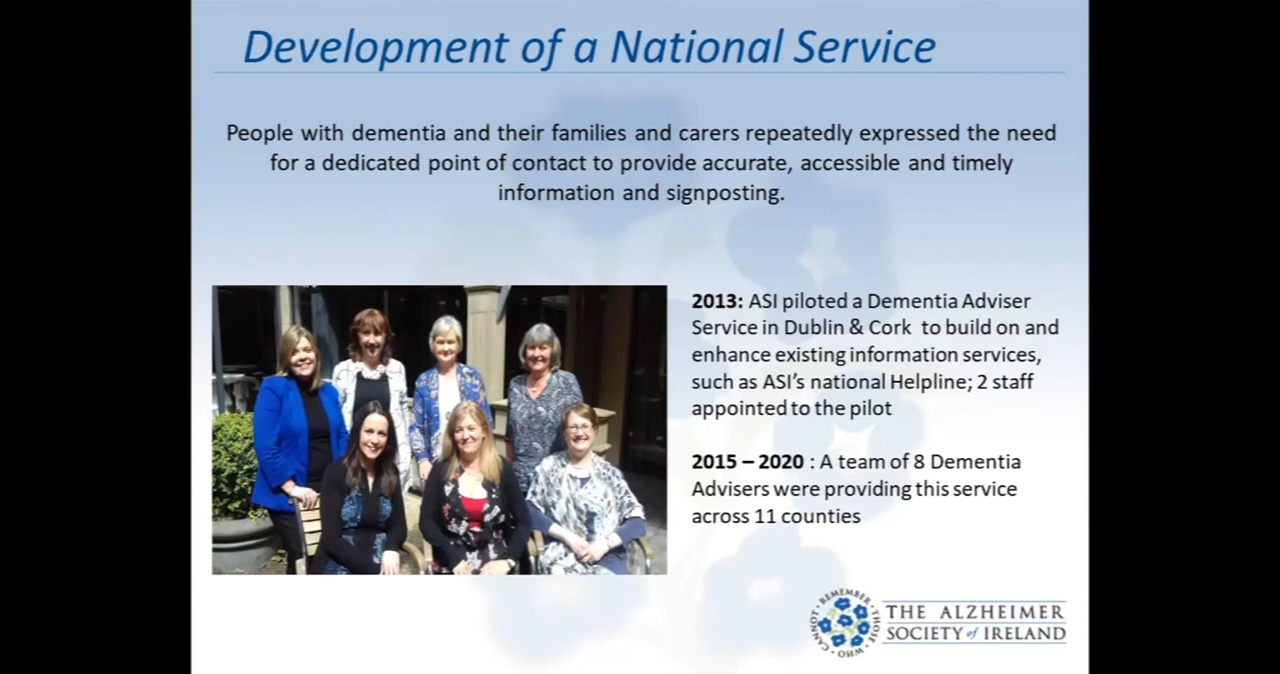 Development of a National Service
People with dementia and their families and carers repeatedly expressed the need
for a dedicated point of contact to provide accurate, accessible and timely
information and signposting.
2013: ASI piloted a Dementia Adviser
Service in Dublin & Cork to build on and
enhance existing information services,
such as ASI's national Helpline; 2 staff
appointed to the pilot
2015 – 2020 : A team of 8 Dementia
Advisers were providing this service
across 11 counties
REMEMBER · THOSE · WHO · CANNOT ·
THE ALZHEIMER
SOCIETY of IRELAND